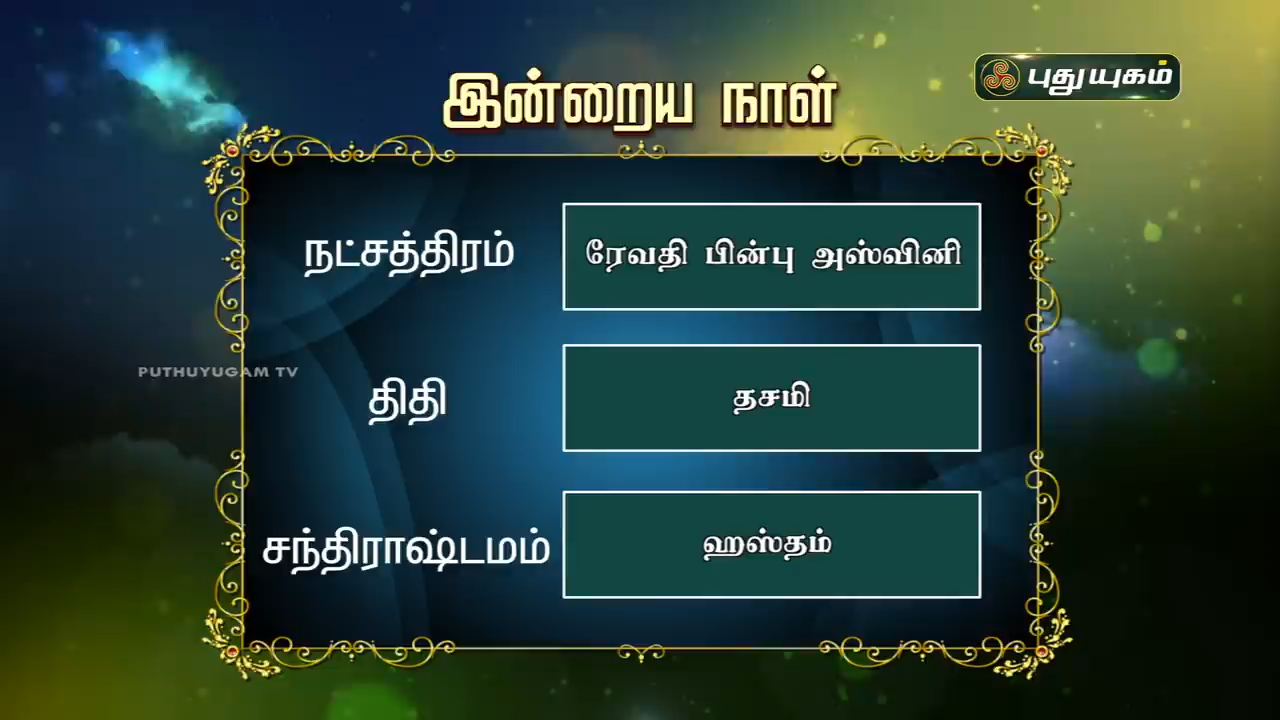 இன்றைய நாள்
புதுயுகம்
நட்சத்திரம்
ரேவதி பின்பு அஸ்வினி
PUTHUYUGAM TV
திதி
தசமி
சந்திராஷ்டமம்
ஹஸ்தம்